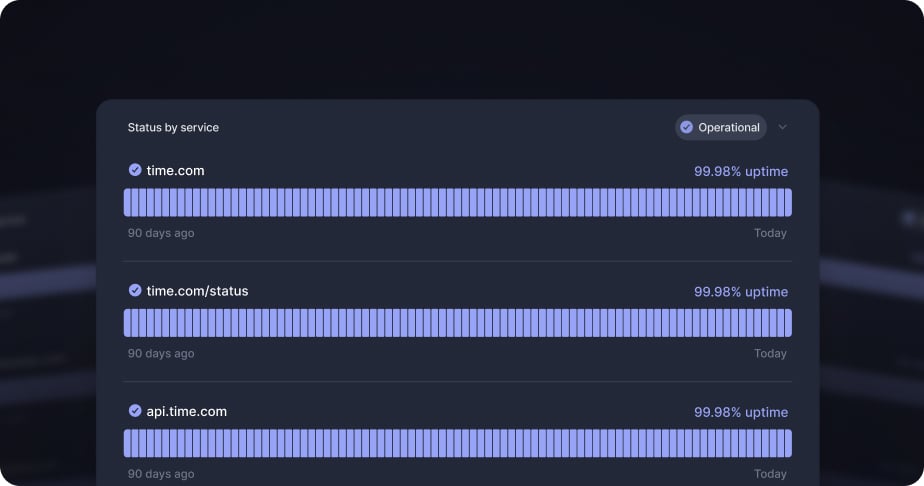 Status by service
Operational
time.com
99.98% uptime
90 days ago
Today
time.com/status
99.98% uptime
90 days ago
Today
api.time.com
99.98% uptime
90 days ago
Today